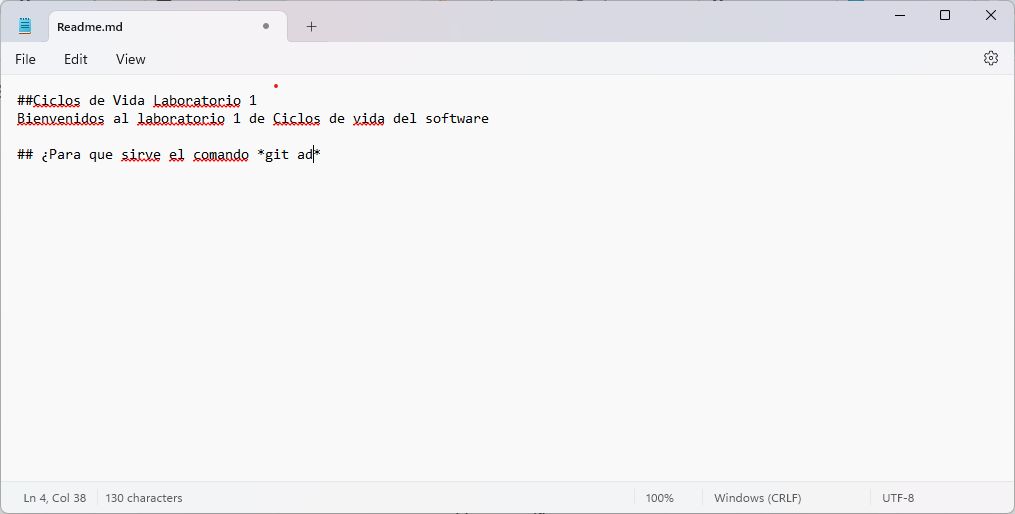 Readme.md
File Edit View
##Ciclos de Vida Laboratorio 1
Bienvenidos al laboratorio 1 de Ciclos de vida del software
## ¿Para que sirve el comando *git ad*
Ln 4, Col 38 130 characters 100% Windows (CRLF) UTF-8